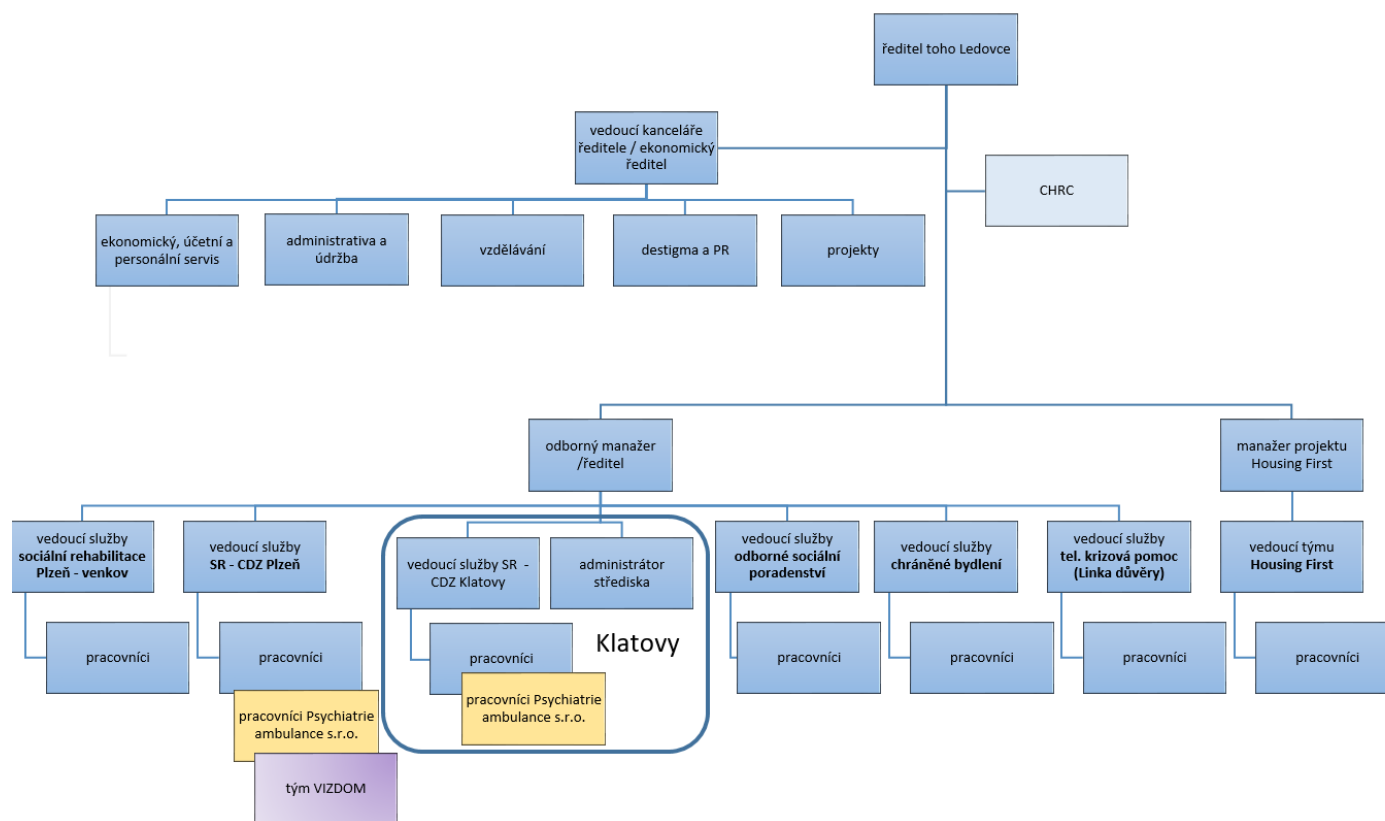 ředitel toho Ledovce
vedoucí kanceláře
ředitele / ekonomický
ředitel
CHRC
ekonomický, účetní a
personální servis
administrativa a
údržba
vzdělávání
destigma a PR
projekty
odborný manažer
/ředitel
manažer projektu
Housing First
vedoucí služby
sociální rehabilitace
Plzeň - venkov
vedoucí služby
SR - CDZ Plzeň
vedoucí služby SR -
CDZ Klatovy
administrátor
střediska
vedoucí služby
odborné sociální
poradenství
vedoucí služby
chráněné bydlení
vedoucí služby
tel. krizová pomoc
(Linka důvěry)
vedoucí týmu
Housing First
pracovníci
pracovníci
pracovníci
Klatovy
pracovníci
pracovníci
pracovníci
pracovníci
pracovníci Psychiatrie
ambulance s.r.o.
pracovníci Psychiatrie
ambulance s.r.o.
tým VIZDOM